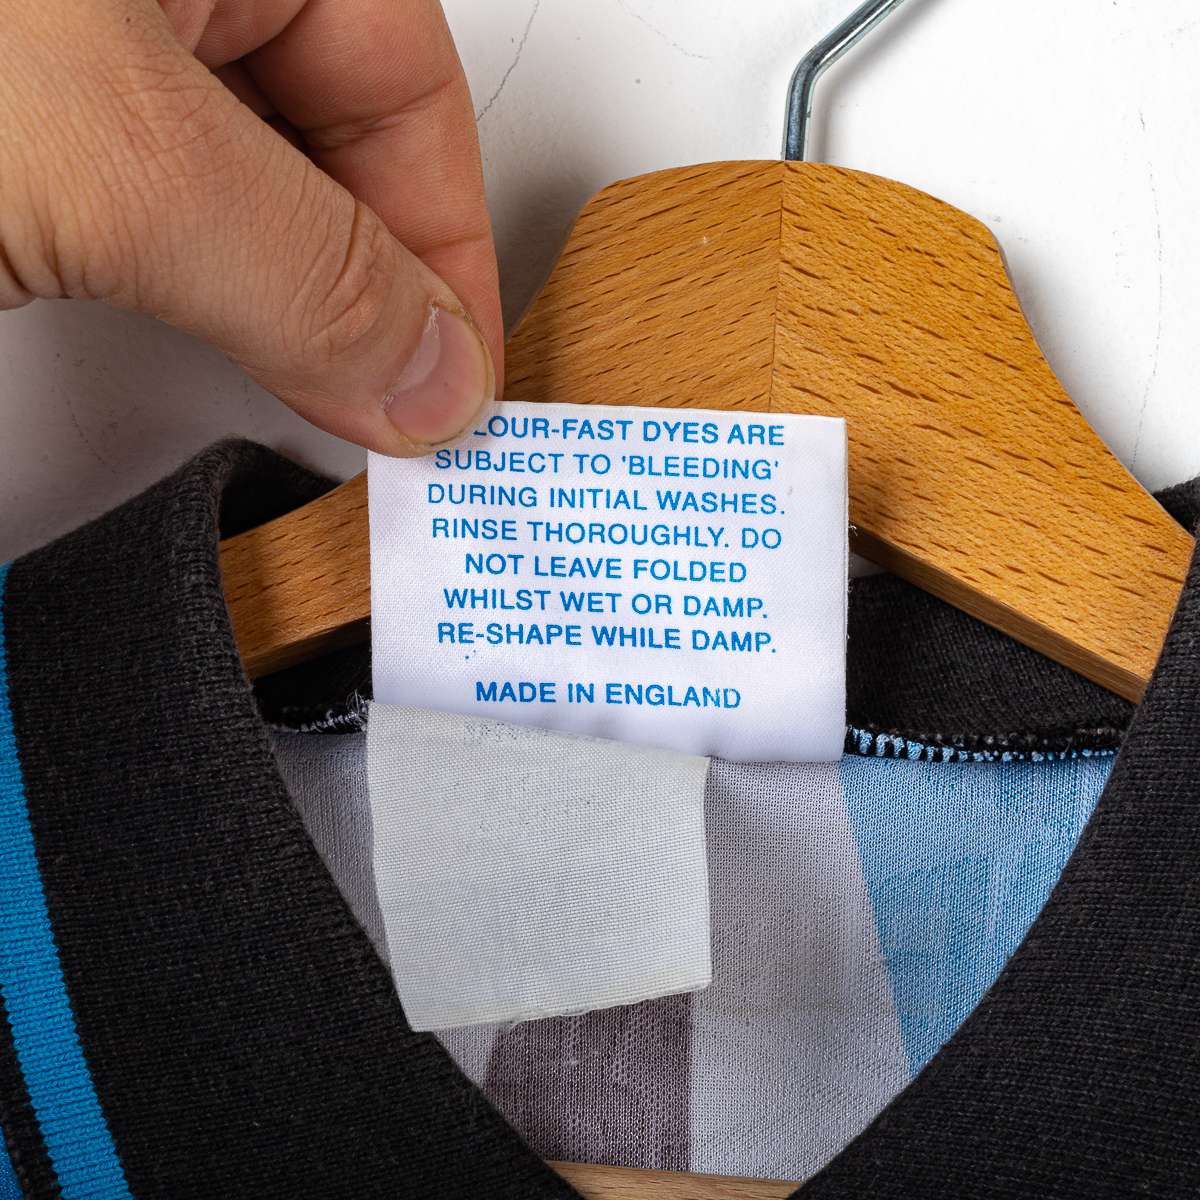 LOUR-FAST DYES ARE
SUBJECT TO 'BLEEDING'
DURING INITIAL WASHES.
RINSE THOROUGHLY. DO
NOT LEAVE FOLDED
WHILST WET OR DAMP.
RE-SHAPE WHILE DAMP.
MADE IN ENGLAND